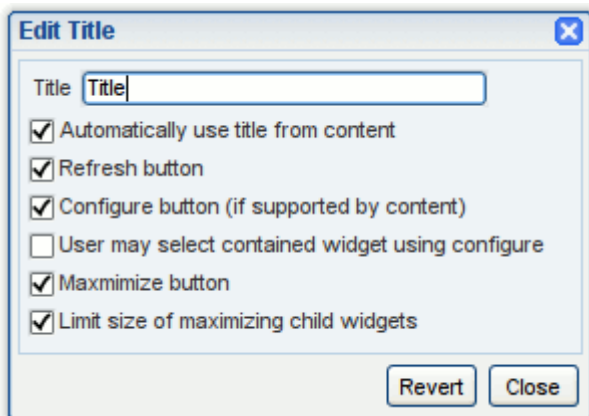 Edit Title
Title Title
Automatically use title from content
Refresh button
Configure button (if supported by content)
User may select contained widget using configure
Maxmimize button
Limit size of maximizing child widgets
Revert Close